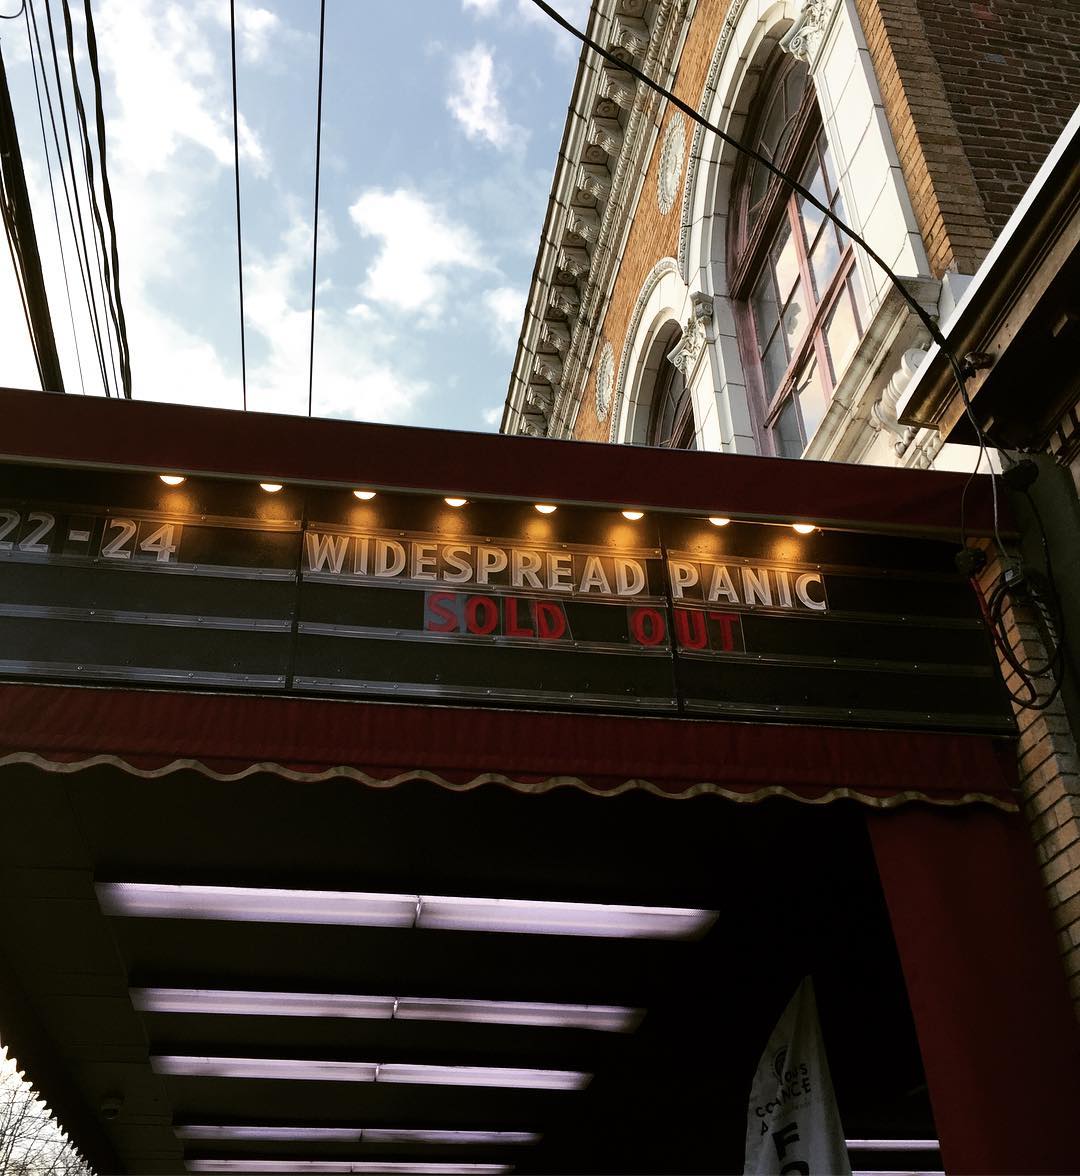 22-24 WIDESPREAD PANIC
SOLD OUT